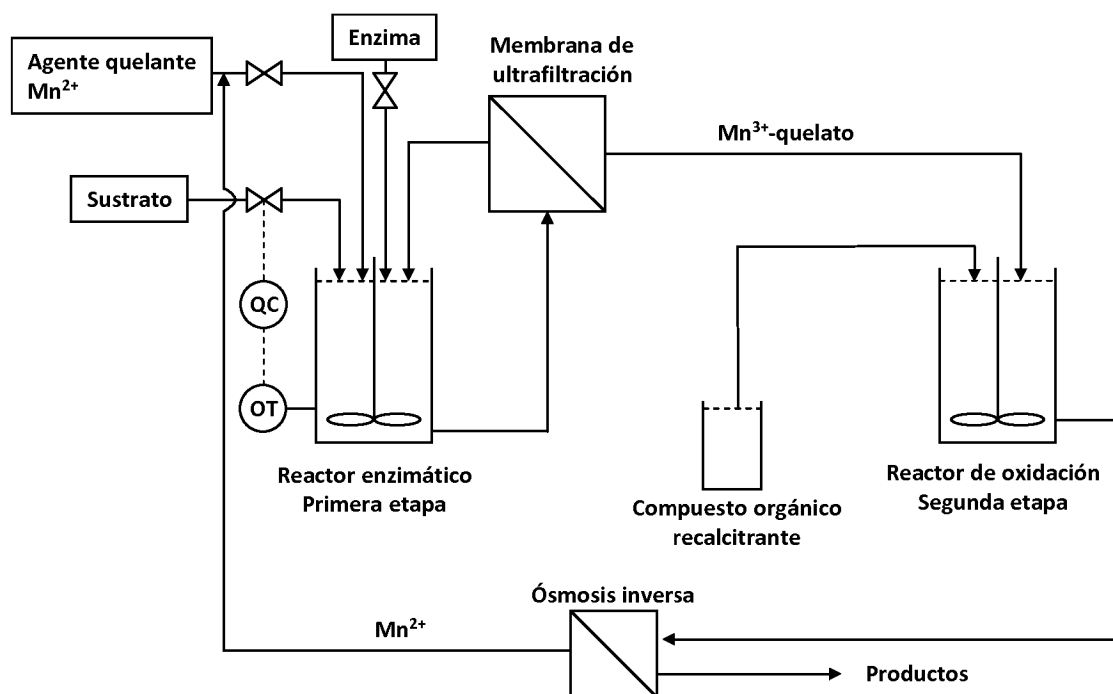 Enzima
Membrana de
ultrafiltración
Agente quelante
Mn²⁺
Mn³⁺-quelato
Sustrato
QC
OT
Reactor enzimático
Primera etapa
Compuesto orgánico
recalcitrante
Reactor de oxidación
Segunda etapa
Ósmosis inversa
Mn²⁺
Productos